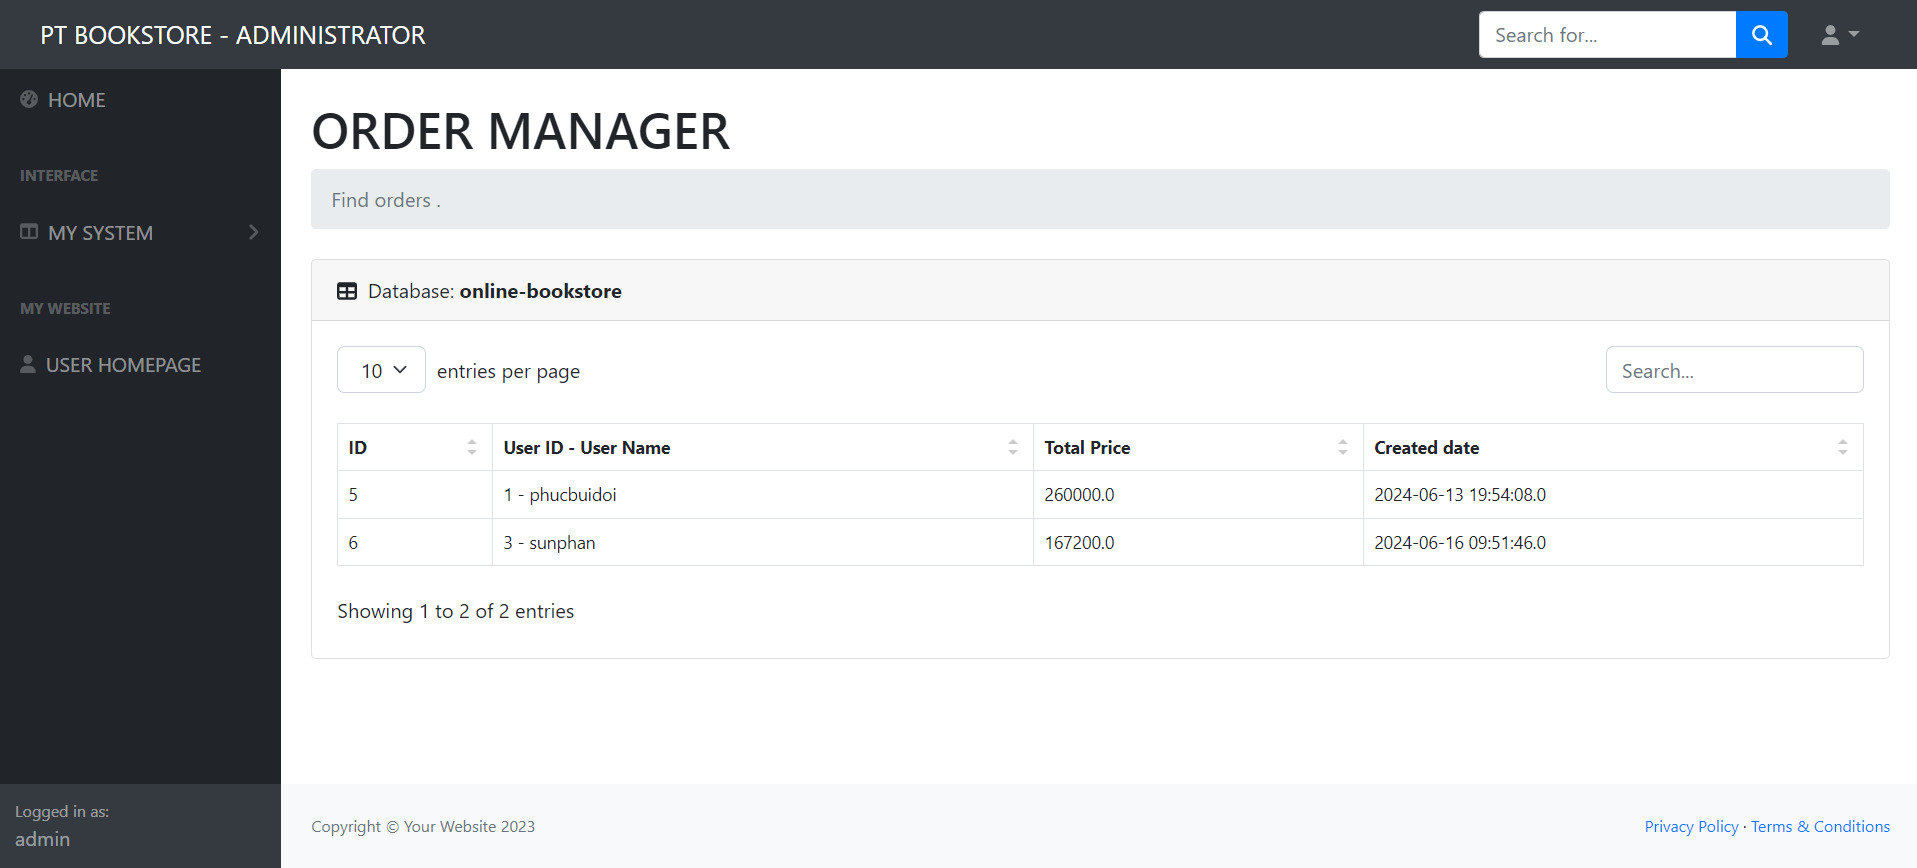 PT BOOKSTORE - ADMINISTRATOR
Search for...
HOME
INTERFACE
MY SYSTEM
MY WEBSITE
USER HOMEPAGE
Logged in as:
admin
ORDER MANAGER
Find orders .
Database: online-bookstore
10 entries per page
Search...
ID User ID - User Name Total Price Created date
5 1 - phucbuidoi 260000.0 2024-06-13 19:54:08.0
6 3 - sunphan 167200.0 2024-06-16 09:51:46.0
Showing 1 to 2 of 2 entries
Copyright © Your Website 2023
Privacy Policy · Terms & Conditions